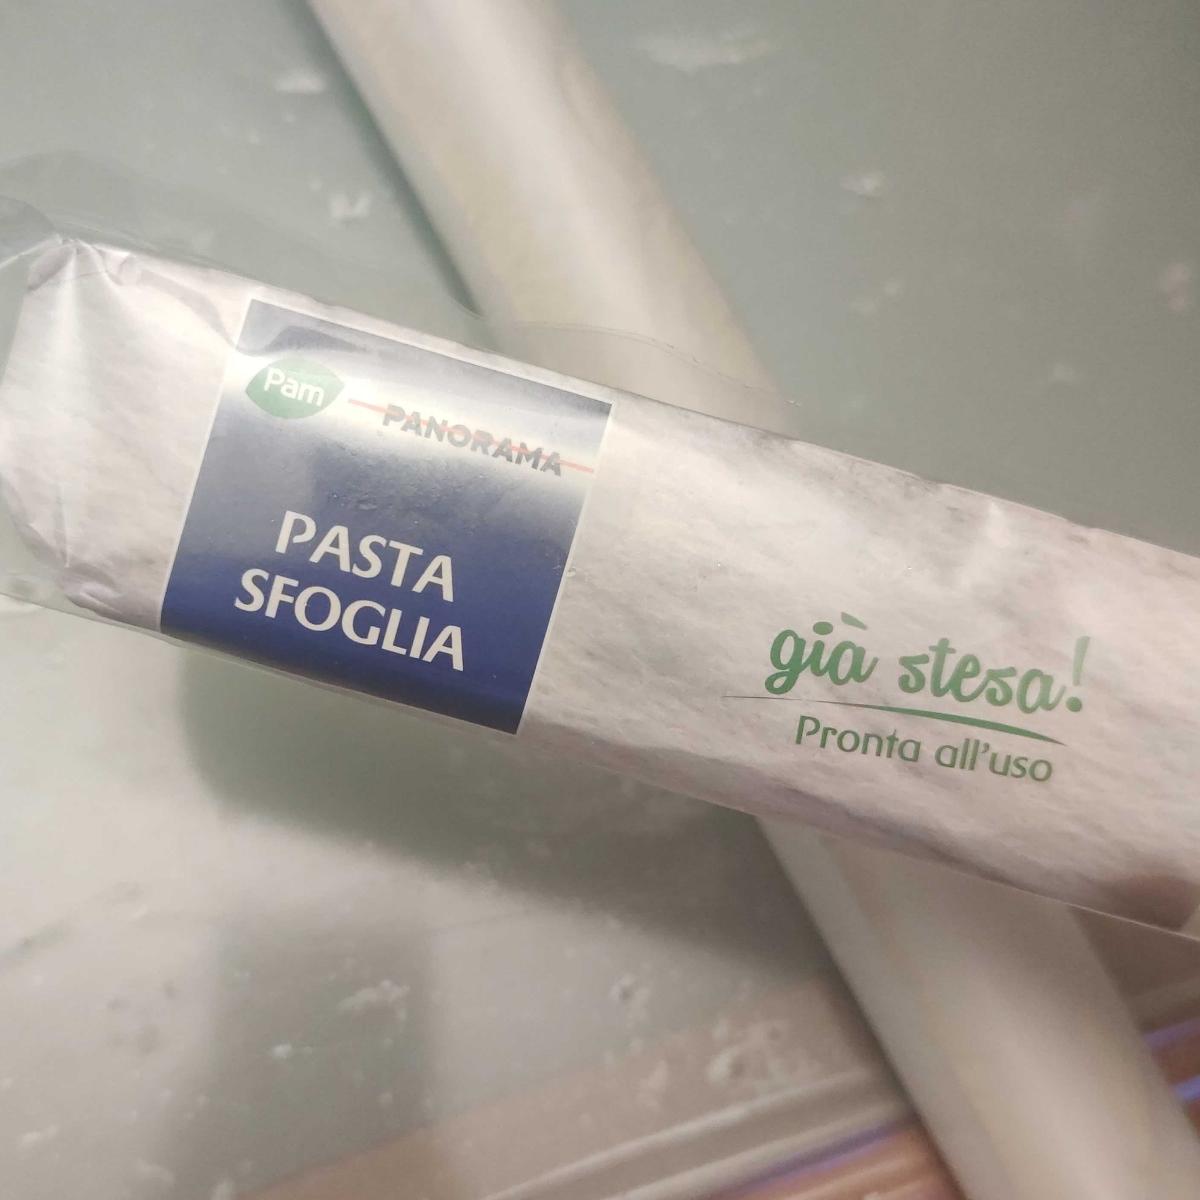 Pam
PANORAMA
PASTA
SFOGLIA
già stesa!
Pronta all'uso